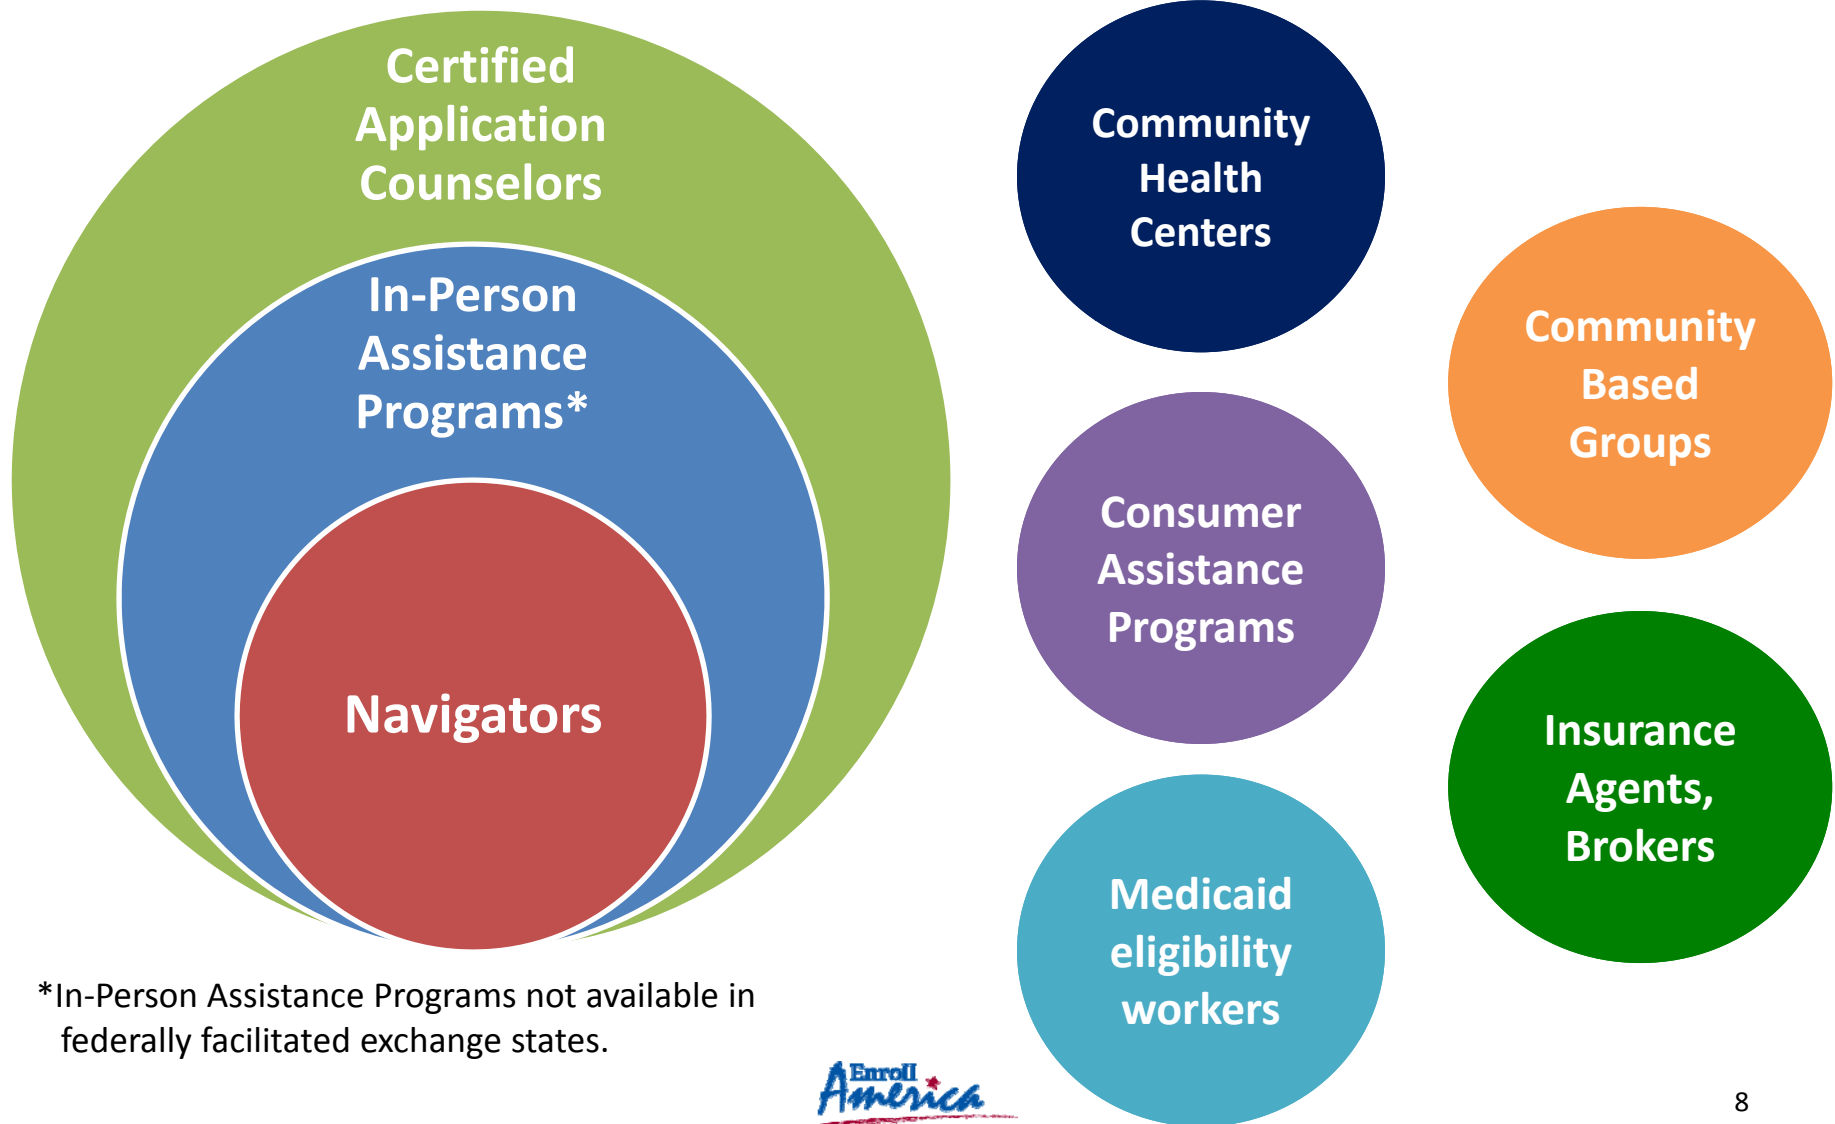 Certified
Application
Counselors
In-Person
Assistance
Programs*
Navigators
*In-Person Assistance Programs not available in
federally facilitated exchange states.
Community
Health
Centers
Consumer
Assistance
Programs
Medicaid
eligibility
workers
Community
Based
Groups
Insurance
Agents,
Brokers
Enroll
America
8